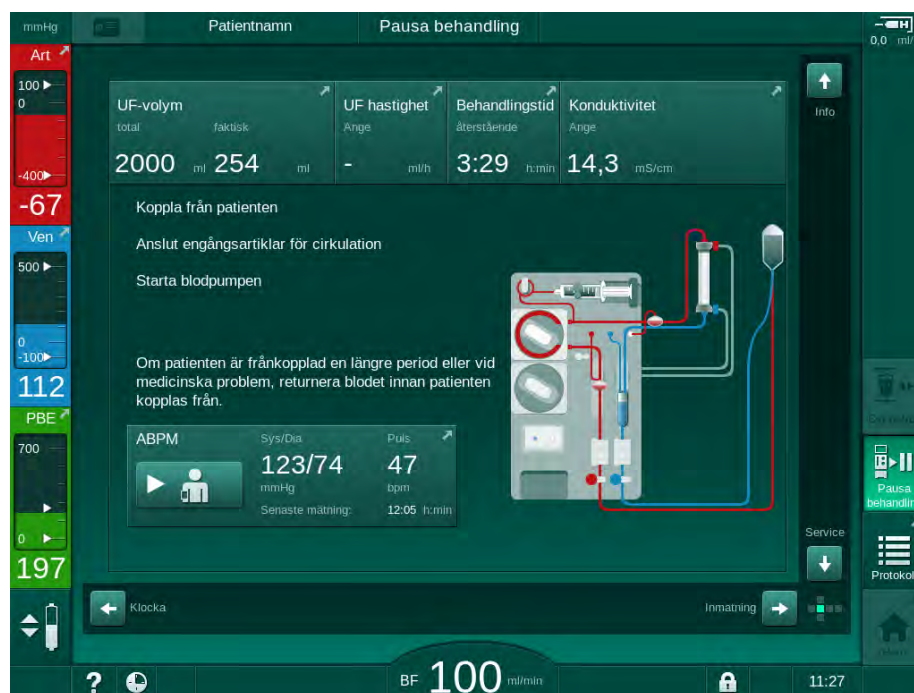 mmHg
Patientnamn
Pausa behandling
0,0 ml/
Art
100
0
-400
-67
Ven
500
0
-100
112
PBE
700
0
197
UF-volym
total
faktisk
2000 ml 254 ml
UF hastighet
Ange
- ml/h
Behandlingstid
återstående
3:29 h:min
Konduktivitet
Ange
14,3 mS/cm
Info
Koppla från patienten
Anslut engångsartiklar för cirkulation
Starta blodpumpen
Om patienten är frånkopplad en längre period eller vid
medicinska problem, returnera blodet innan patienten
kopplas från.
ABPM
Sys/Dia
Puls
123/74
47
mmHg
bpm
Senaste mätning:
12:05 h:min
Pausa
behandlin
Service
Protokol
Klocka
Inmatning
? BF 100 ml/min
11:27